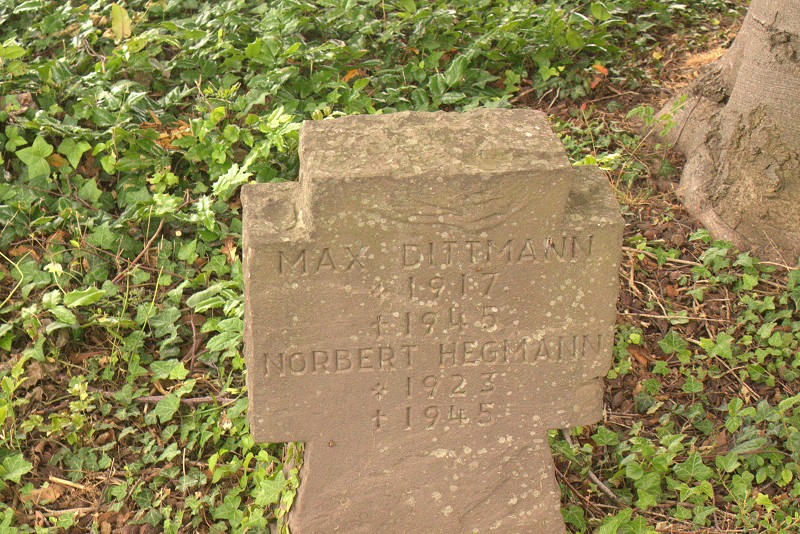 MAX DITTMANN
* 1917
† 1945
NORBERT HEGMANN
* 1923
† 1945